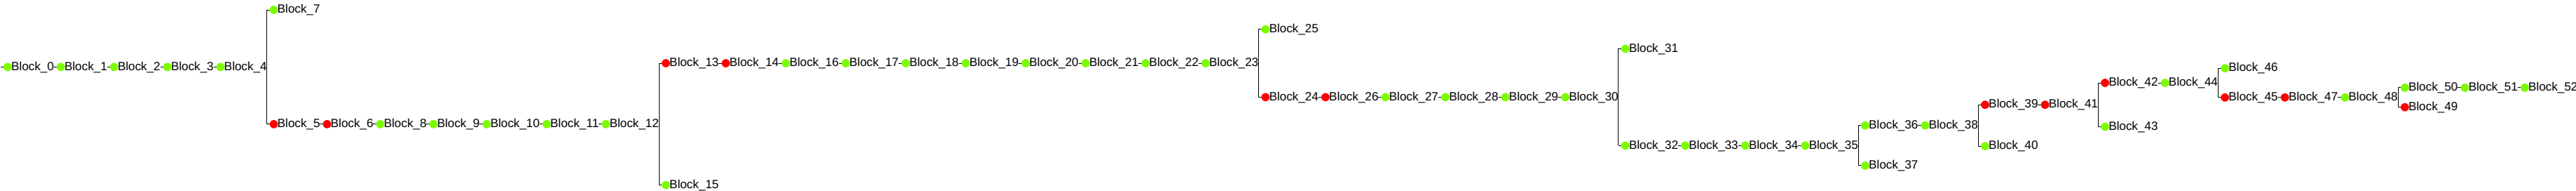 Block_7
Block_25
Block_31
Block_13 Block_14 Block_16 Block_17 Block_18 Block_19 Block_20 Block_21 Block_22 Block_23
Block_0 Block_1 Block_2 Block_3 Block_4
Block_46
Block_42 Block_44
Block_50 Block_51 Block_52
Block_24 Block_26 Block_27 Block_28 Block_29 Block_30
Block_45 Block_47 Block_48
Block_39 Block_41
Block_49
Block_5 Block_6 Block_8 Block_9 Block_10 Block_11 Block_12
Block_36 Block_38
Block_43
Block_32 Block_33 Block_34 Block_35
Block_40
Block_37
Block_15